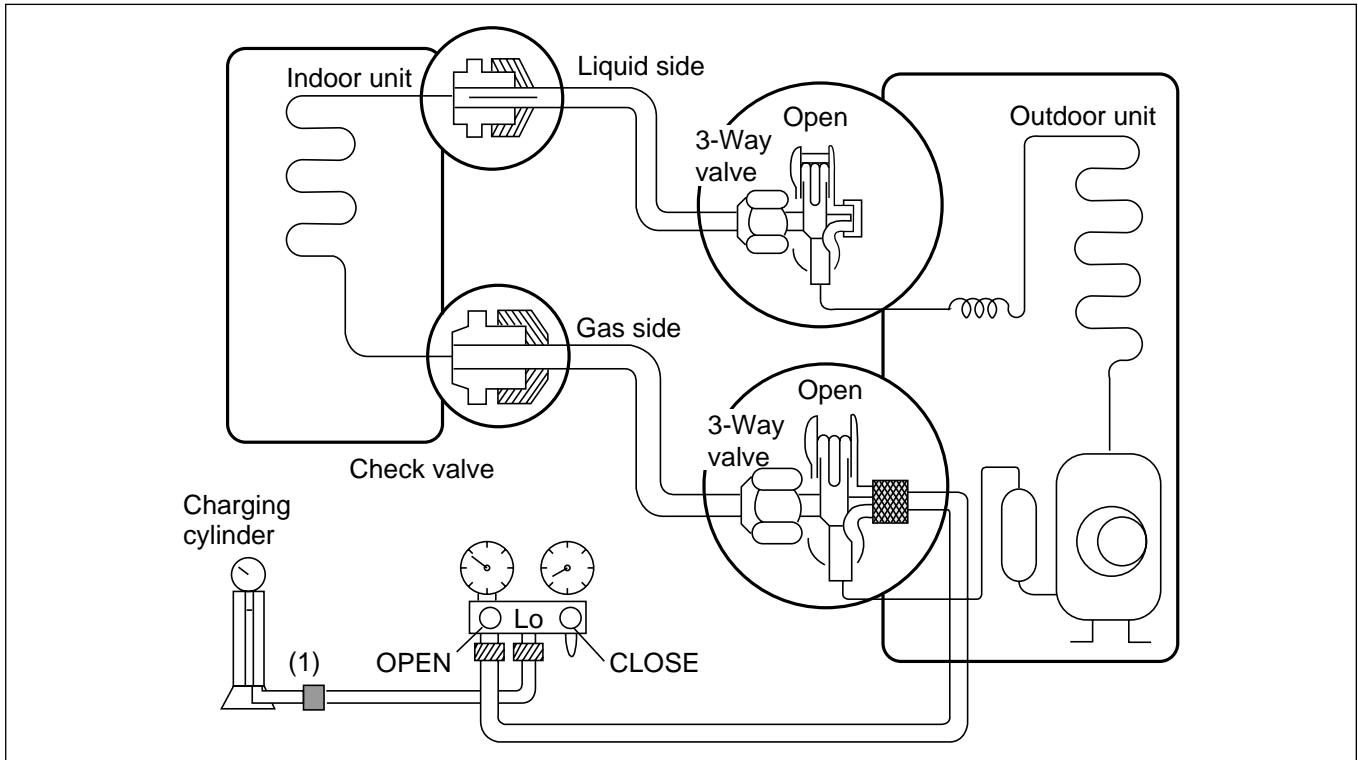 Indoor unit
Liquid side
Open
3-Way
valve
Outdoor unit
Gas side
Open
3-Way
valve
Check valve
Charging
cylinder
Lo
(1)
OPEN
CLOSE